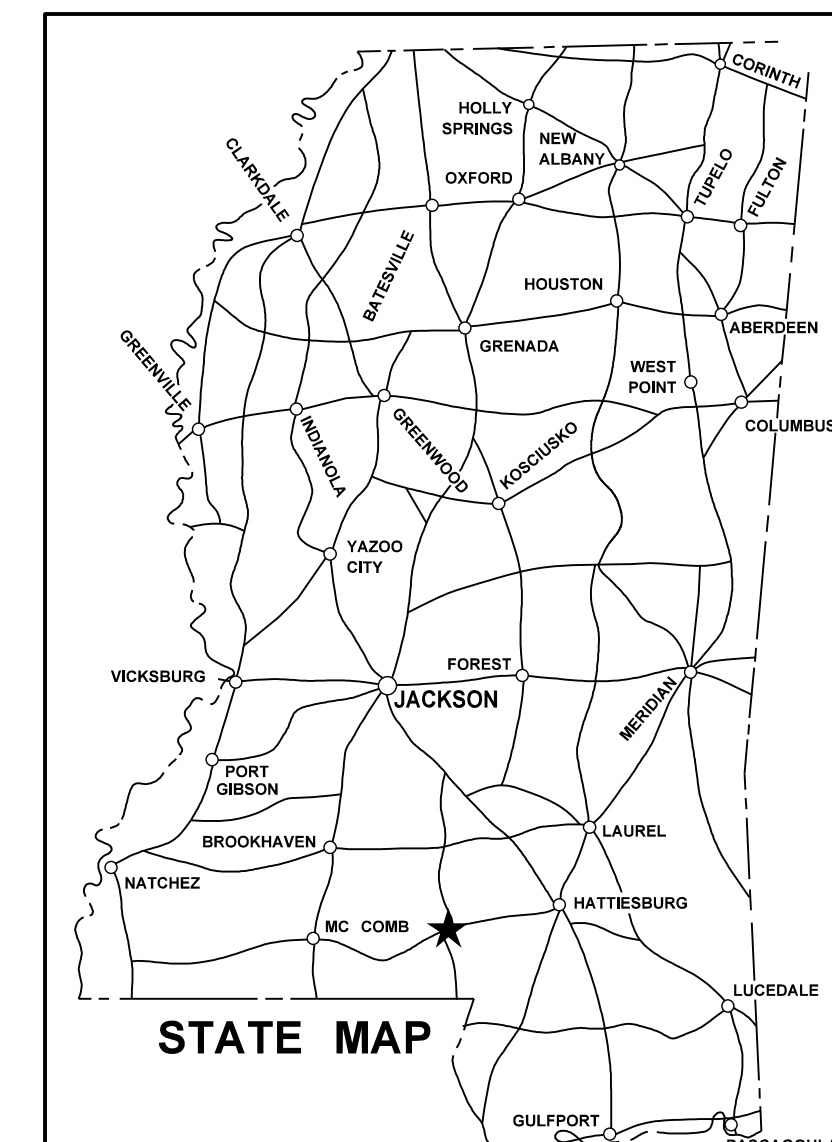 CORINTH
HOLLY
SPRINGS
NEW
ALBANY
CLARKDALE
OXFORD
TUPELO
FULTON
BATESVILLE
HOUSTON
ABERDEEN
GREENVILLE
GRENADA
WEST
POINT
COLUMBUS
INDIANOLA
GREENWOOD
KOSCIUSKO
YAZOO
CITY
VICKSBURG
FOREST
JACKSON
MERIDIAN
PORT
GIBSON
BROOKHAVEN
LAUREL
NATCHEZ
HATTIESBURG
MC COMB
LUCEDALE
STATE MAP
GULFPORT